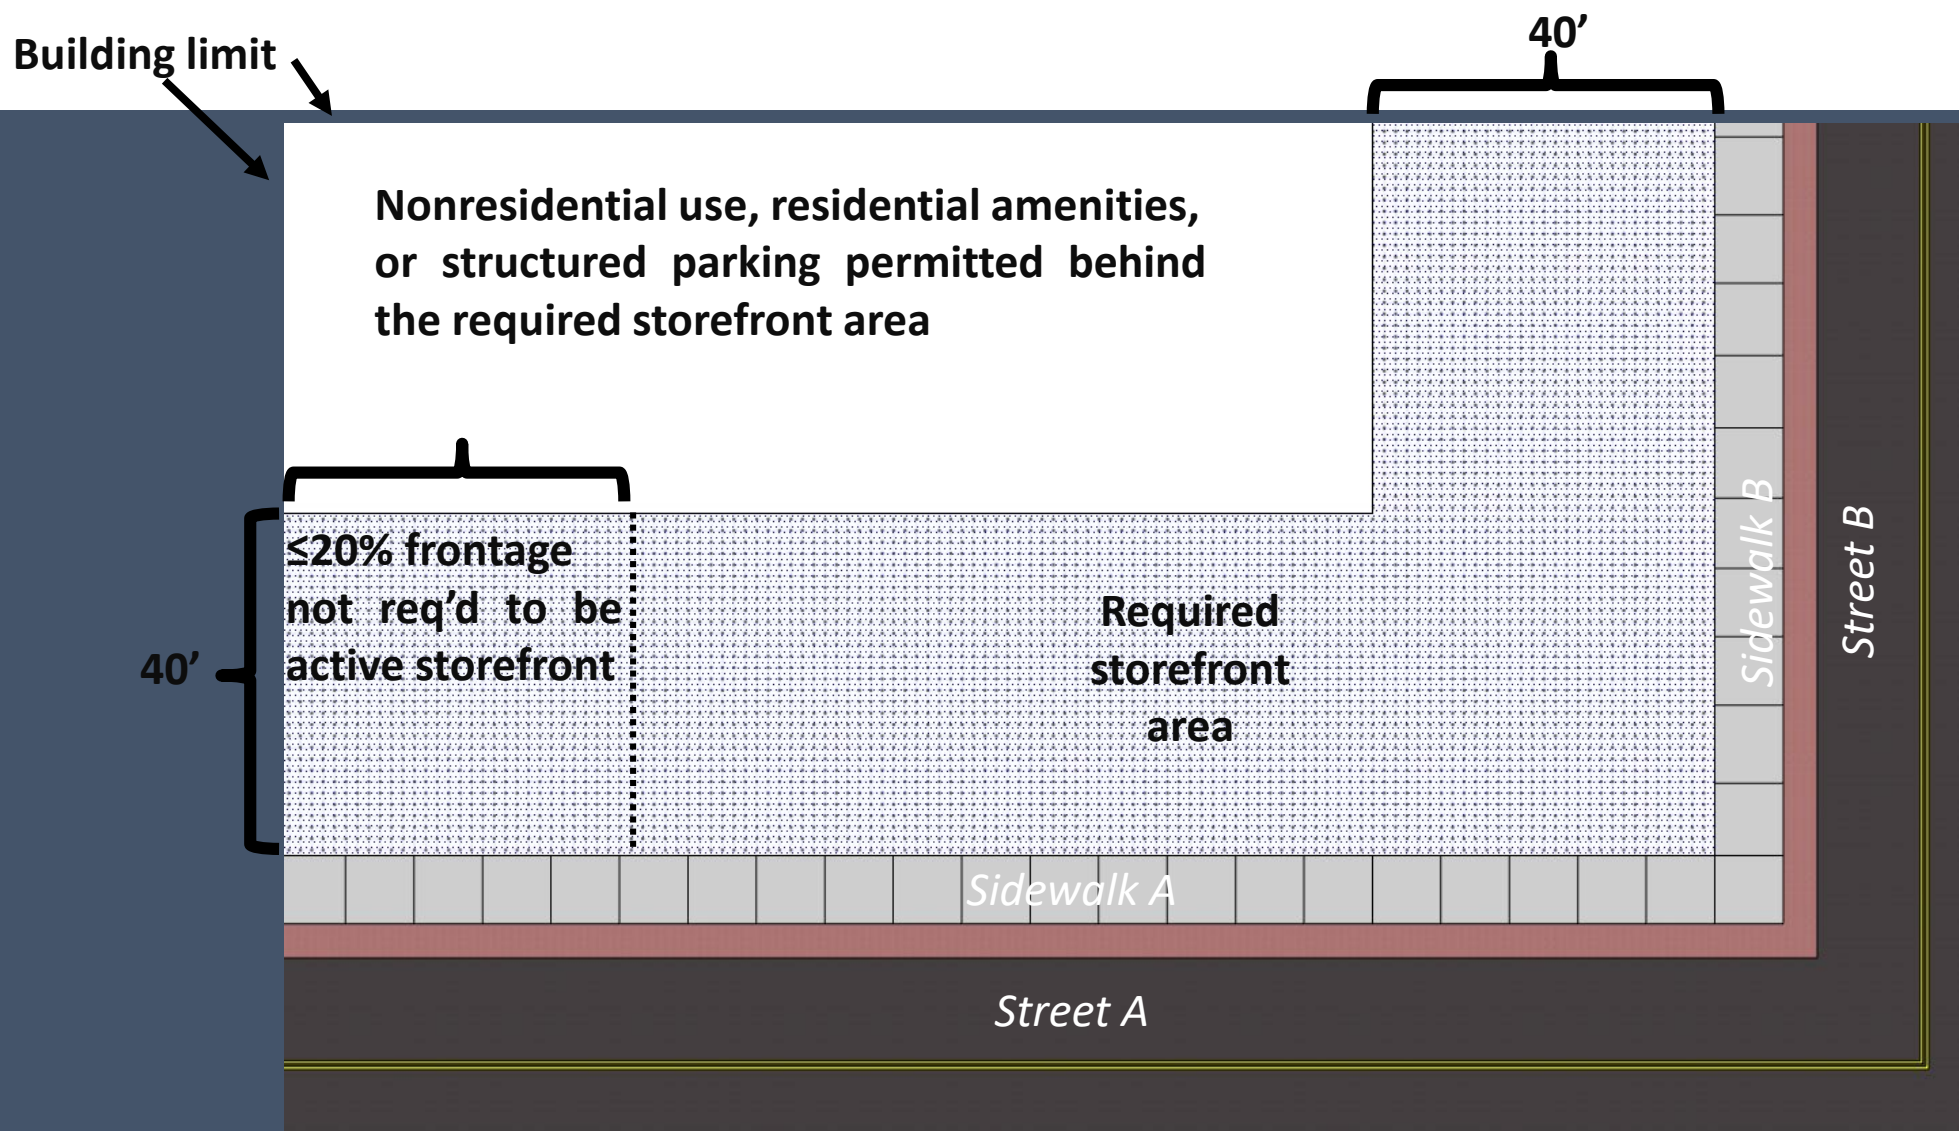 40’
Building limit
Nonresidential use, residential amenities,
or structured parking permitted behind
the required storefront area
≤20% frontage
not req’d to be
active storefront
40’
Required
storefront
area
Sidewalk B
Street B
Sidewalk A
Street A